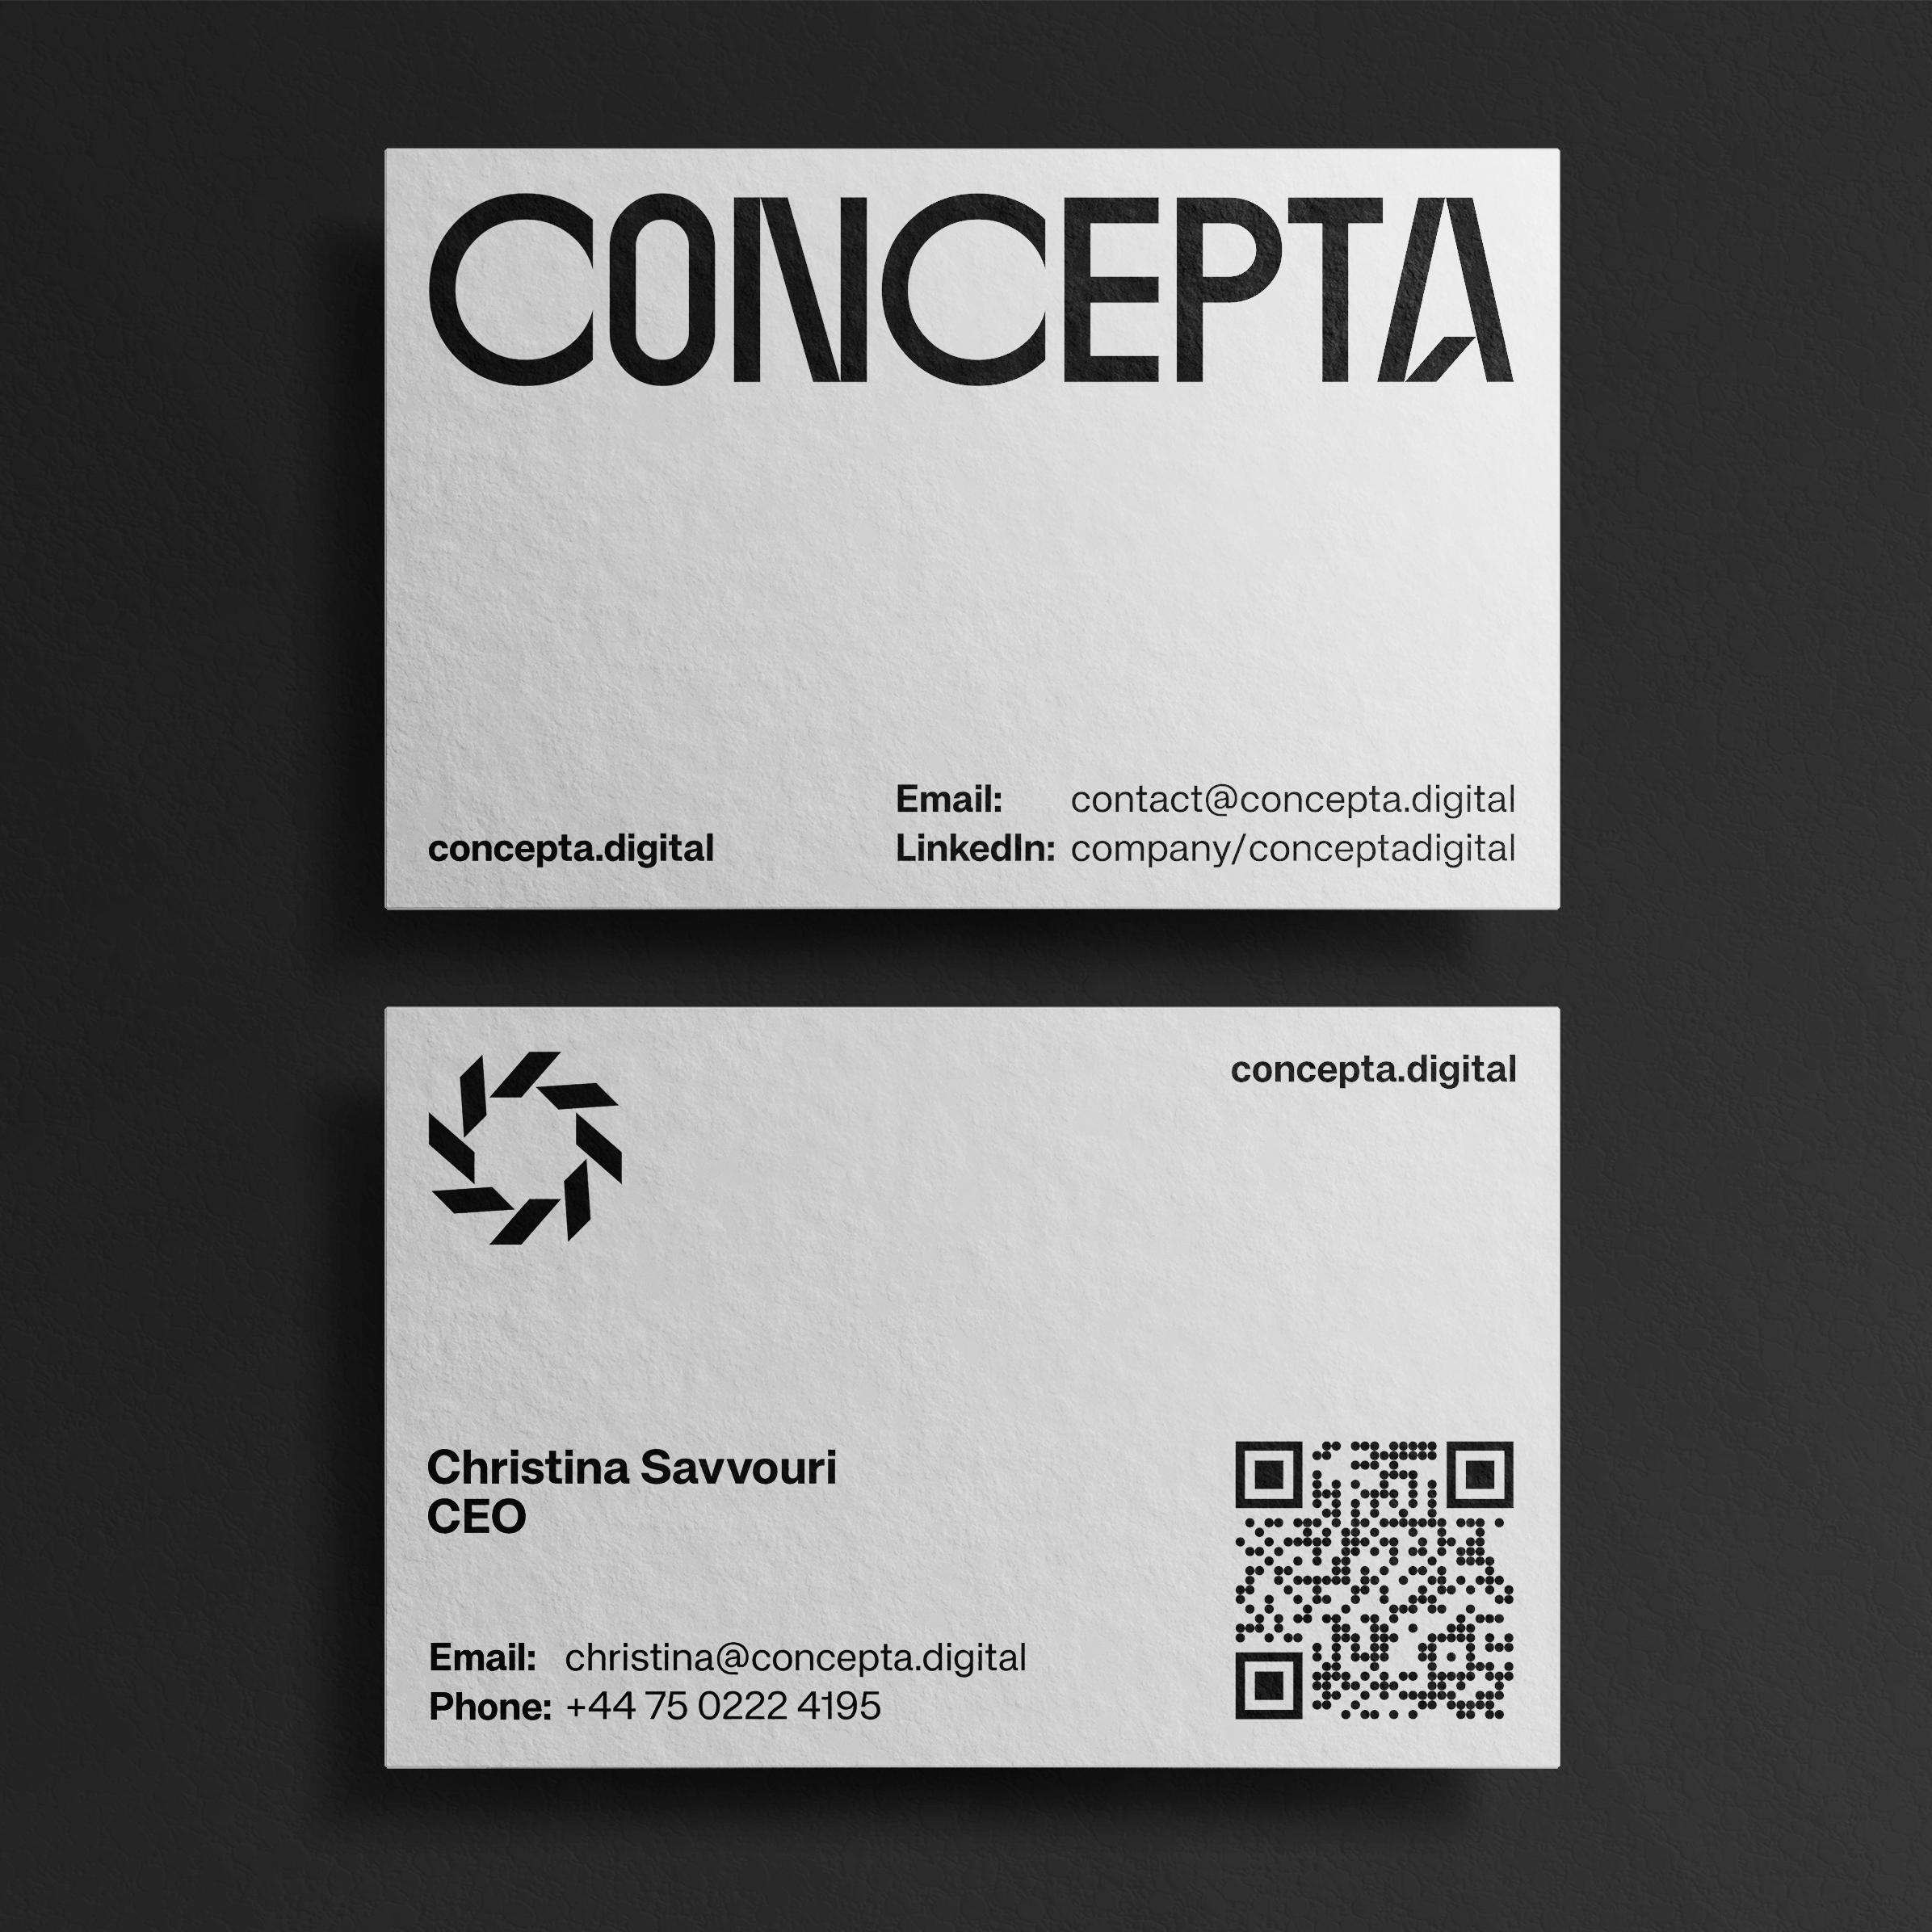 CONCEPTA
concepta.digital
Email: contact@concepta.digital
LinkedIn: company/conceptadigital
concepta.digital
Christina Savvouri
CEO
Email: christina@concepta.digital
Phone: +44 75 0222 4195